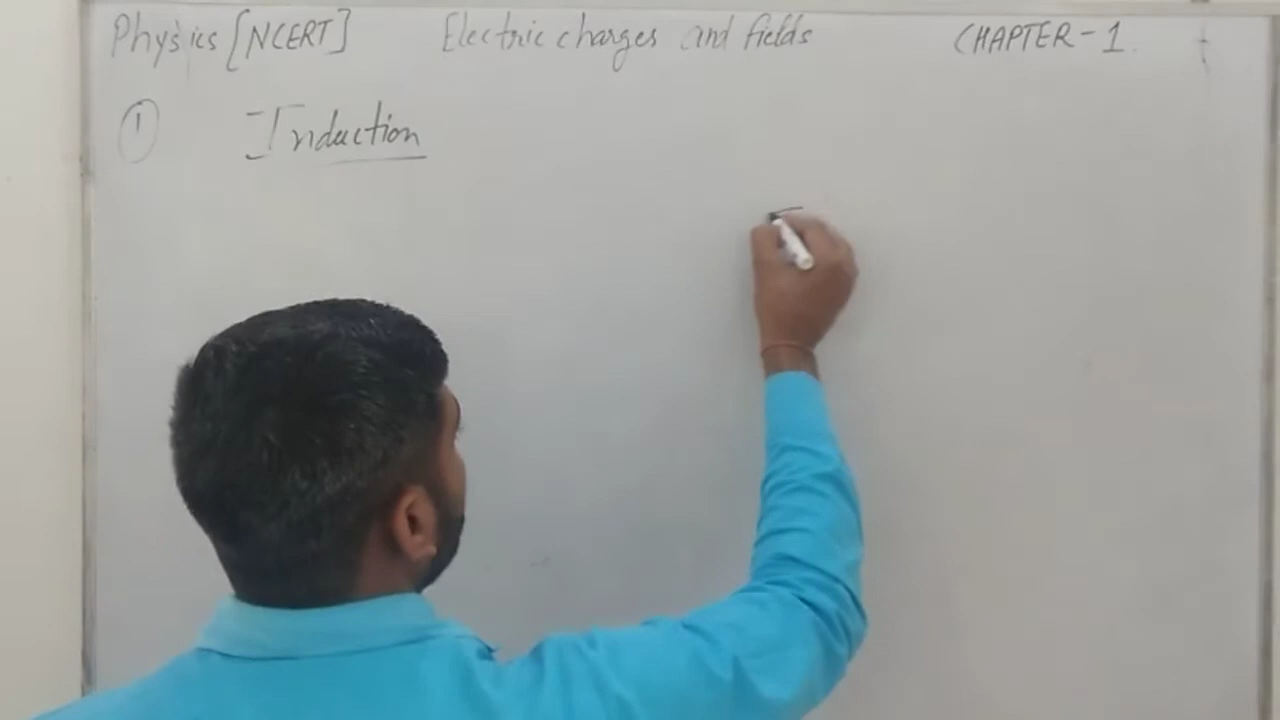 Physics [NCERT] Electric charges and fields CHAPTER-1.
① Induction